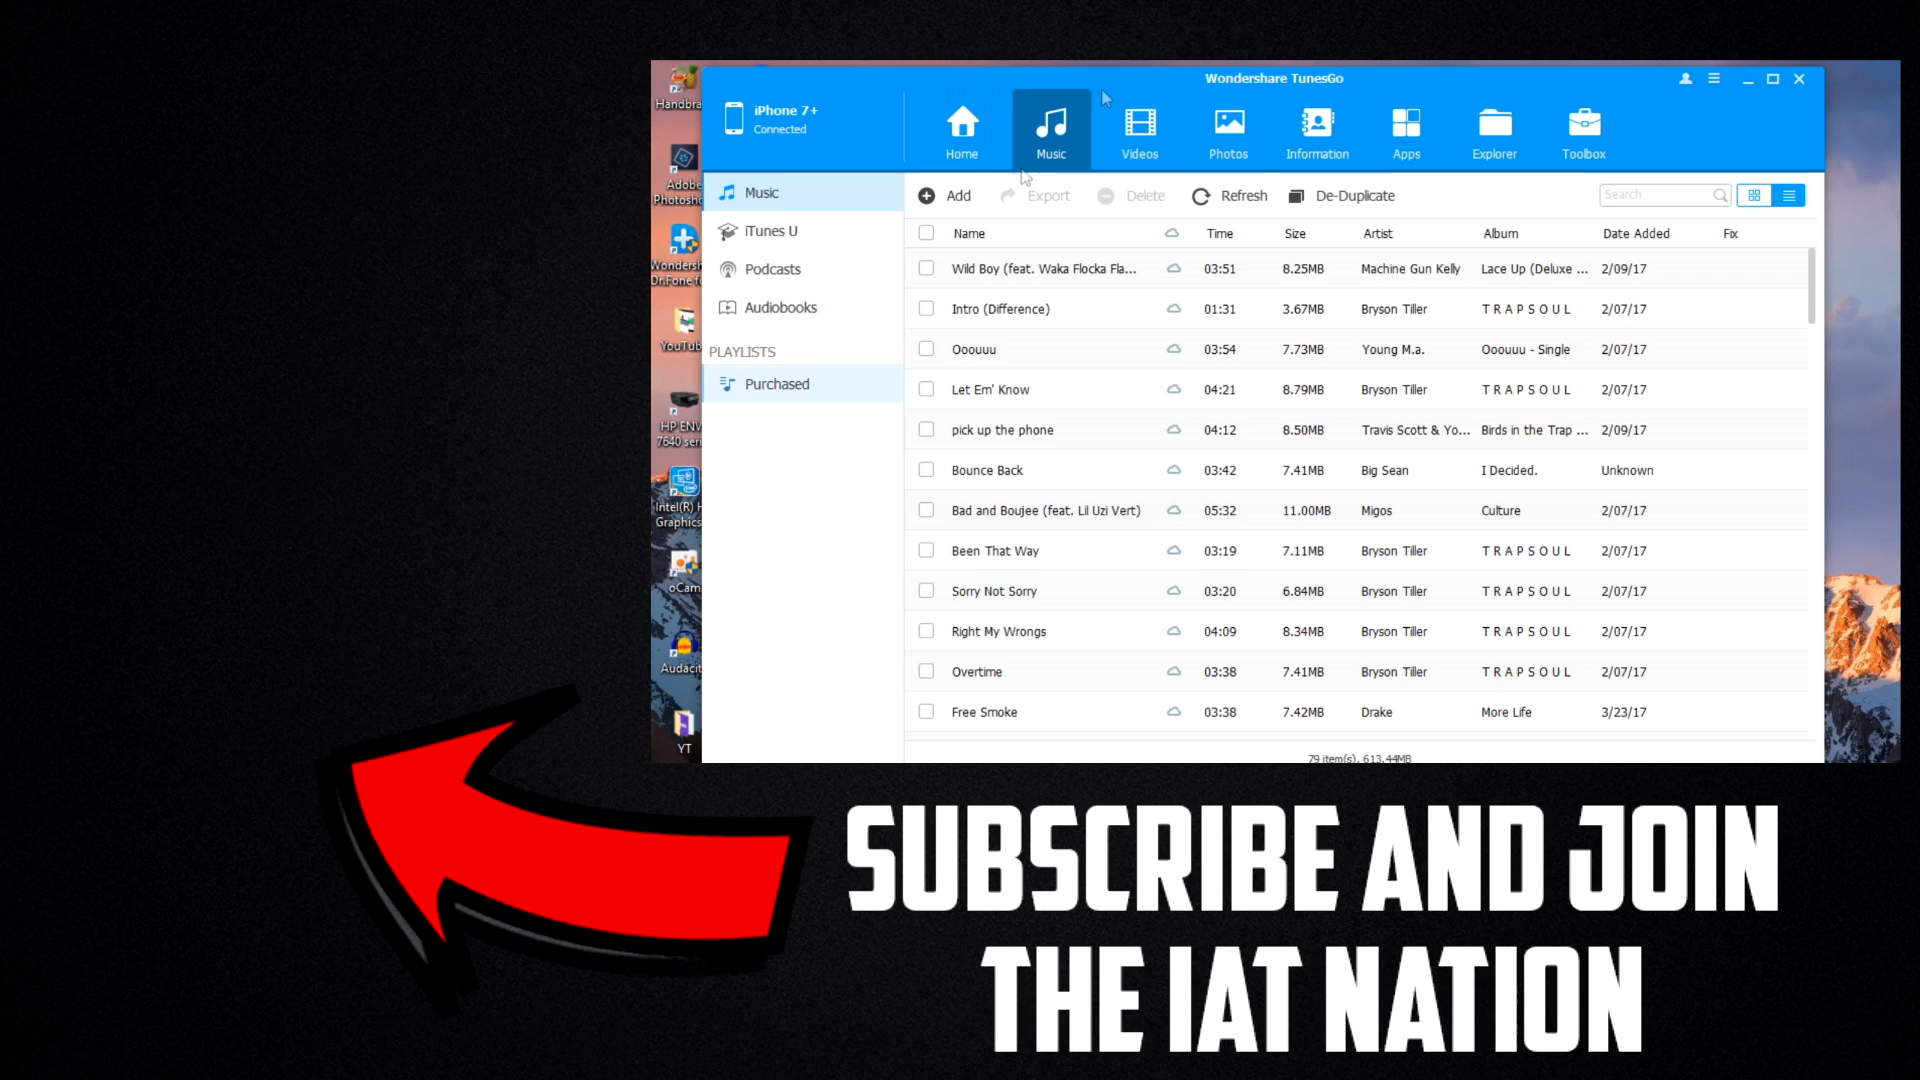 Wondershare TunesGo
iPhone 7+
Connected
Home Music Videos Photos Information Apps Explorer Toolbox
Handbra
Adobe
Photosho
Wondersh
Dr.Fone fo
YouTub
HP ENV
7640 seri
Intel(R) H
Graphics
oCam
Audacit
YT
Music
iTunes U
Podcasts
Audiobooks
PLAYLISTS
Purchased
Add Export Delete Refresh De-Duplicate Search
Name Time Size Artist Album Date Added Fix
Wild Boy (feat. Waka Flocka Fla... 03:51 8.25MB Machine Gun Kelly Lace Up (Deluxe ... 2/09/17
Intro (Difference) 01:31 3.67MB Bryson Tiller T R A P S O U L 2/07/17
Ooouuu 03:54 7.73MB Young M.a. Ooouuu - Single 2/07/17
Let Em' Know 04:21 8.79MB Bryson Tiller T R A P S O U L 2/07/17
pick up the phone 04:12 8.50MB Travis Scott & Yo... Birds in the Trap ... 2/09/17
Bounce Back 03:42 7.41MB Big Sean I Decided. Unknown
Bad and Boujee (feat. Lil Uzi Vert) 05:32 11.00MB Migos Culture 2/07/17
Been That Way 03:19 7.11MB Bryson Tiller T R A P S O U L 2/07/17
Sorry Not Sorry 03:20 6.84MB Bryson Tiller T R A P S O U L 2/07/17
Right My Wrongs 04:09 8.34MB Bryson Tiller T R A P S O U L 2/07/17
Overtime 03:38 7.41MB Bryson Tiller T R A P S O U L 2/07/17
Free Smoke 03:38 7.42MB Drake More Life 3/23/17
79 item(s), 613.44MB
SUBSCRIBE AND JOIN
THE IAT NATION